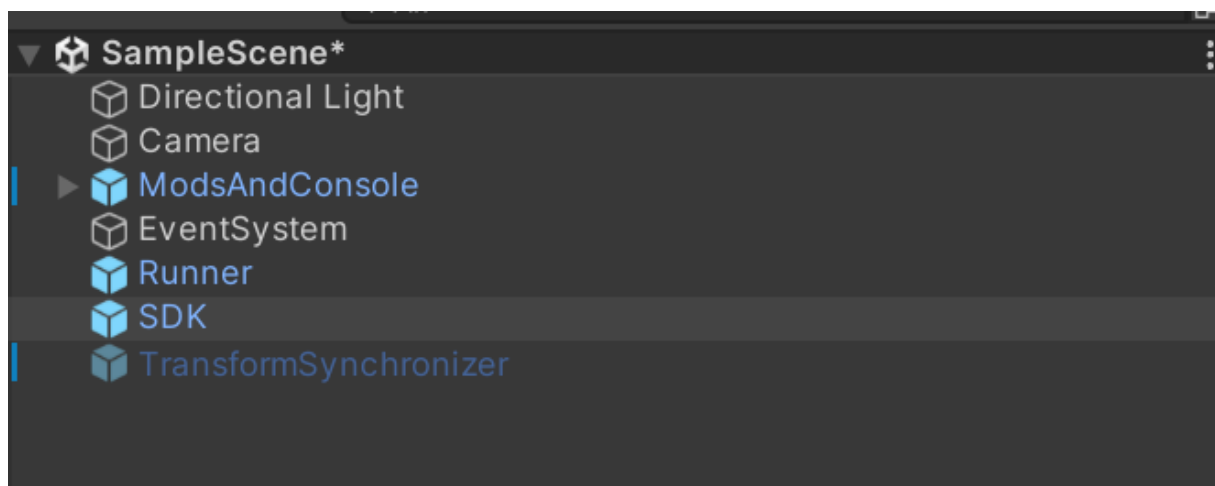 SampleScene*
Directional Light
Camera
ModsAndConsole
EventSystem
Runner
SDK
TransformSynchronizer